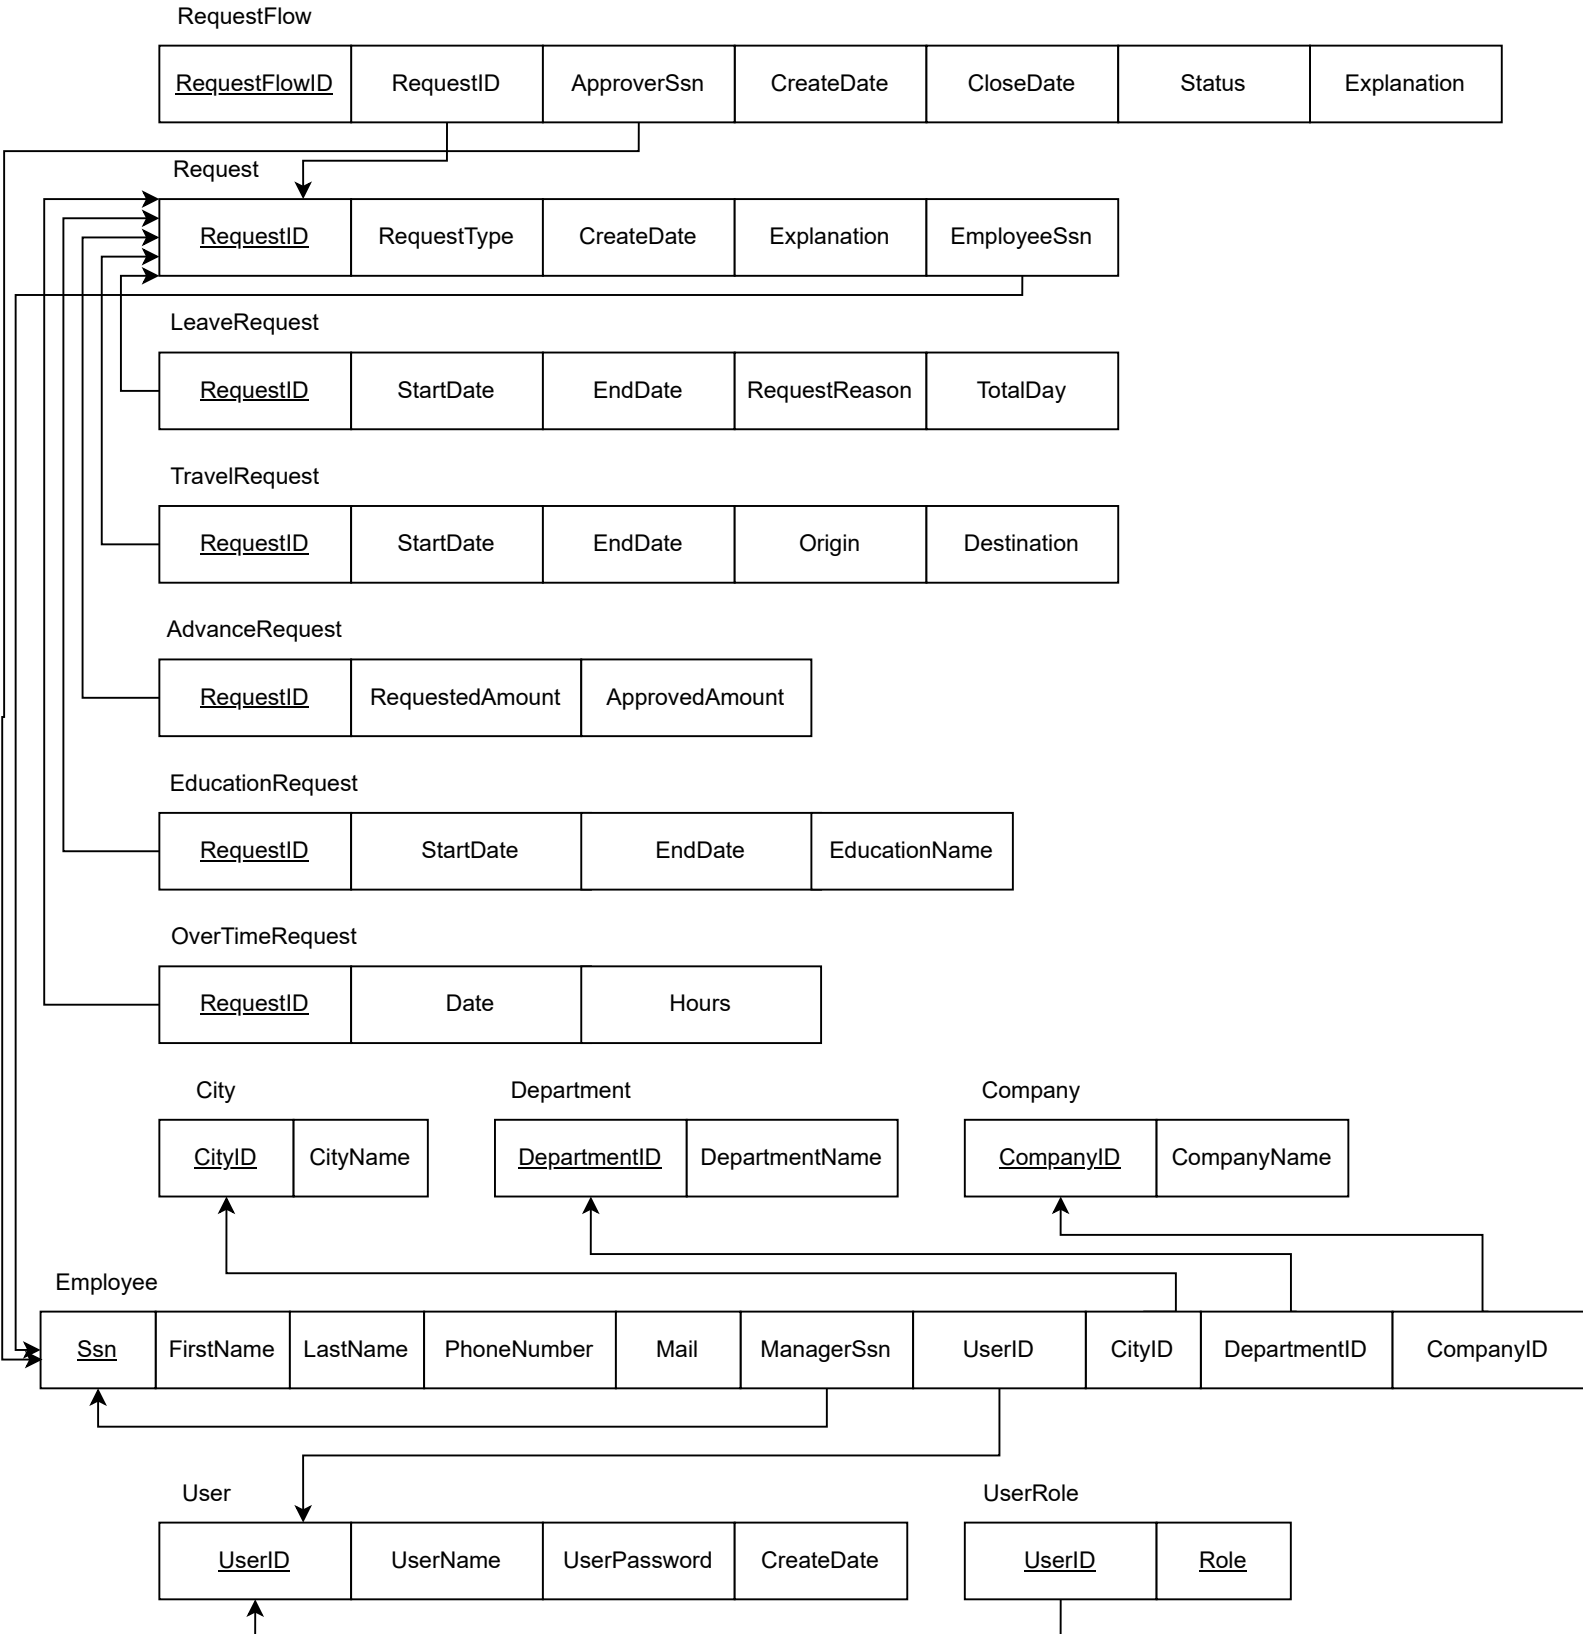 RequestFlow
RequestFlowID RequestID ApproverSsn CreateDate CloseDate Status Explanation
Request
RequestID RequestType CreateDate Explanation EmployeeSsn
LeaveRequest
RequestID StartDate EndDate RequestReason TotalDay
TravelRequest
RequestID StartDate EndDate Origin Destination
AdvanceRequest
RequestID RequestedAmount ApprovedAmount
EducationRequest
RequestID StartDate EndDate EducationName
OverTimeRequest
RequestID Date Hours
City Department Company
CityID CityName DepartmentID DepartmentName CompanyID CompanyName
Employee
Ssn FirstName LastName PhoneNumber Mail ManagerSsn UserID CityID DepartmentID CompanyID
User UserRole
UserID UserName UserPassword CreateDate UserID Role